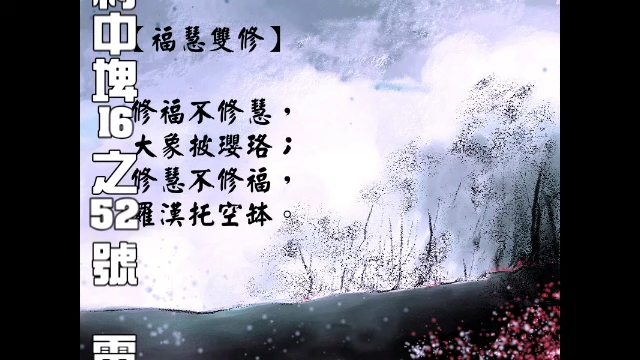 【福慧雙修】
修福不修慧，
大象披瓔珞；
修慧不修福，
羅漢托空缽。
中埤16之52號